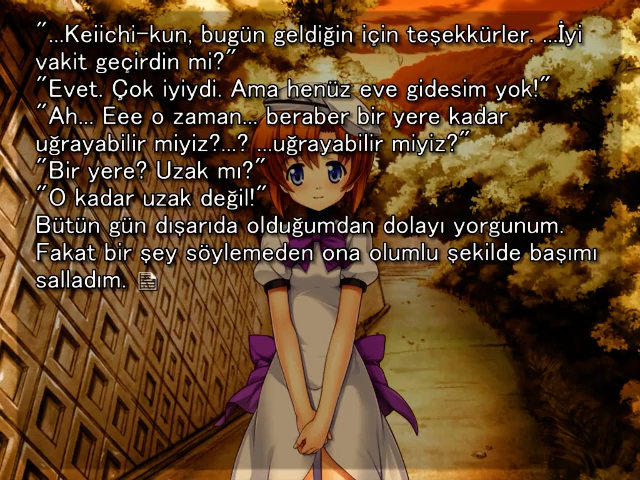 "...Keiichi-kun, bugün geldiğin için teşekkürler. ...İyi
vakit geçirdin mi?"
"Evet. Çok iyiydi. Ama henüz eve gidesim yok!"
"Ah... Eee o zaman... beraber bir yere kadar
uğrayabilir miyiz?...? ...uğrayabilir miyiz?"
"Bir yere? Uzak mı?"
"O kadar uzak değil!"
Bütün gün dışarıda olduğumdan dolayı yorgunum.
Fakat bir şey söylemeden ona olumlu şekilde başımı
salladım.